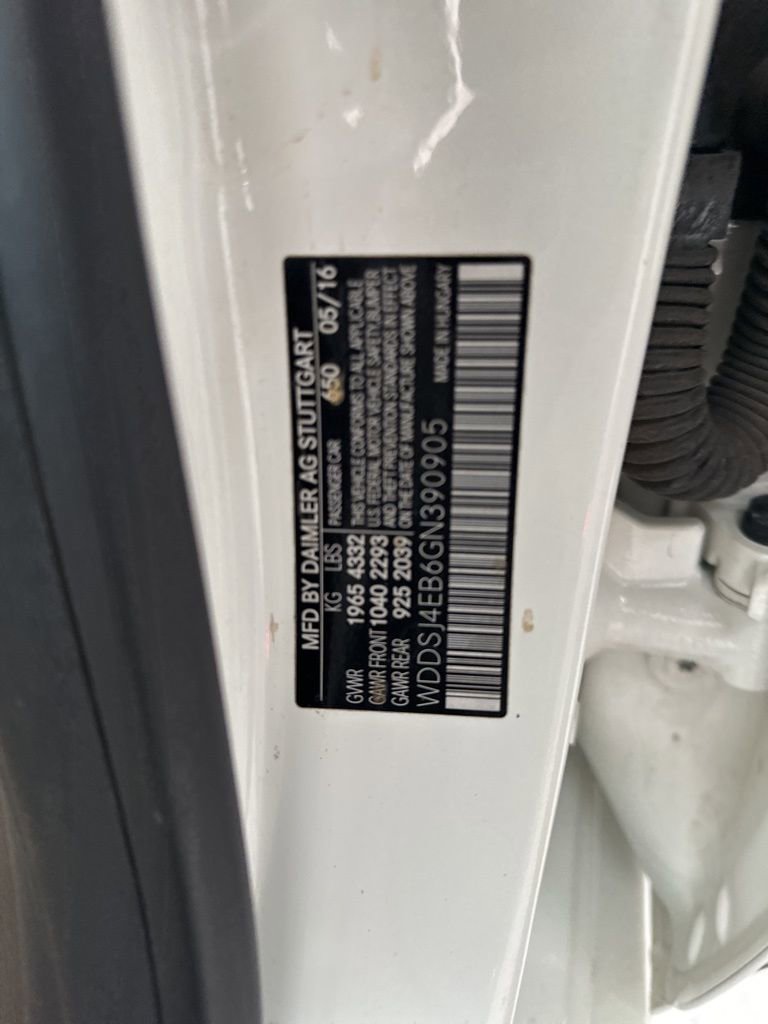 MFD BY DAIMLER AG STUTTGART
KG LBS PASSENGER CAR 650 05/16
GVWR 1965 4332 THIS VEHICLE CONFORMS TO ALL APPLICABLE
GAWR FRONT 1040 2293 U.S. FEDERAL MOTOR VEHICLE SAFETY, BUMPER
AND THEFT PREVENTION STANDARDS IN EFFECT
GAWR REAR 925 2039 ON THE DATE OF MANUFACTURE SHOWN ABOVE
WDDSJ4EB6GN390905 MADE IN HUNGARY